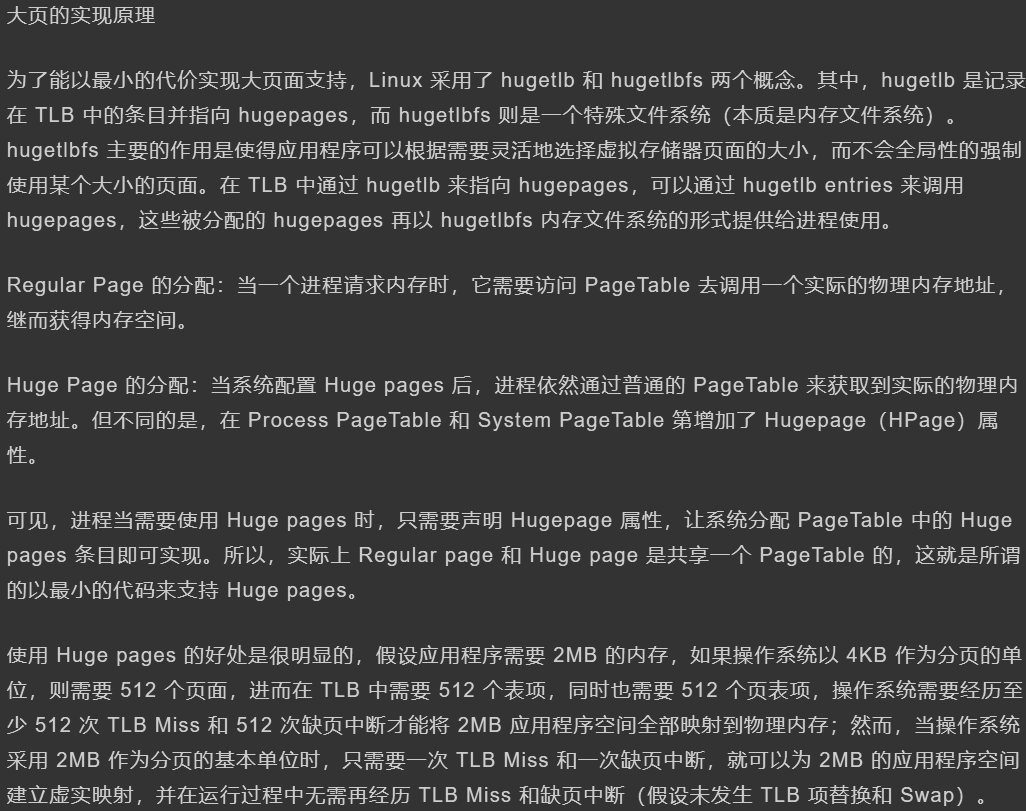 大页的实现原理
为了能以最小的代价实现大页面支持，Linux 采用了 hugetlb 和 hugetlbfs 两个概念。其中，hugetlb 是记录
在 TLB 中的条目并指向 hugepages，而 hugetlbfs 则是一个特殊文件系统（本质是内存文件系统）。
hugetlbfs 主要的作用是使得应用程序可以根据需要灵活地选择虚拟存储器页面的大小，而不会全局性的强制
使用某个大小的页面。在 TLB 中通过 hugetlb 来指向 hugepages，可以通过 hugetlb entries 来调用
hugepages，这些被分配的 hugepages 再以 hugetlbfs 内存文件系统的形式提供给进程使用。
Regular Page 的分配：当一个进程请求内存时，它需要访问 PageTable 去调用一个实际的物理内存地址，
继而获得内存空间。
Huge Page 的分配：当系统配置 Huge pages 后，进程依然通过普通的 PageTable 来获取到实际的物理内
存地址。但不同的是，在 Process PageTable 和 System PageTable 第增加了 Hugepage（HPage）属
性。
可见，进程当需要使用 Huge pages 时，只需要声明 Hugepage 属性，让系统分配 PageTable 中的 Huge
pages 条目即可实现。所以，实际上 Regular page 和 Huge page 是共享一个 PageTable 的，这就是所谓
的以最小的代码来支持 Huge pages。
使用 Huge pages 的好处是很明显的，假设应用程序需要 2MB 的内存，如果操作系统以 4KB 作为分页的单
位，则需要 512 个页面，进而在 TLB 中需要 512 个表项，同时也需要 512 个页表项，操作系统需要经历至
少 512 次 TLB Miss 和 512 次缺页中断才能将 2MB 应用程序空间全部映射到物理内存；然而，当操作系统
采用 2MB 作为分页的基本单位时，只需要一次 TLB Miss 和一次缺页中断，就可以为 2MB 的应用程序空间
建立虚实映射，并在运行过程中无需再经历 TLB Miss 和缺页中断（假设未发生 TLB 项替换和 Swap）。